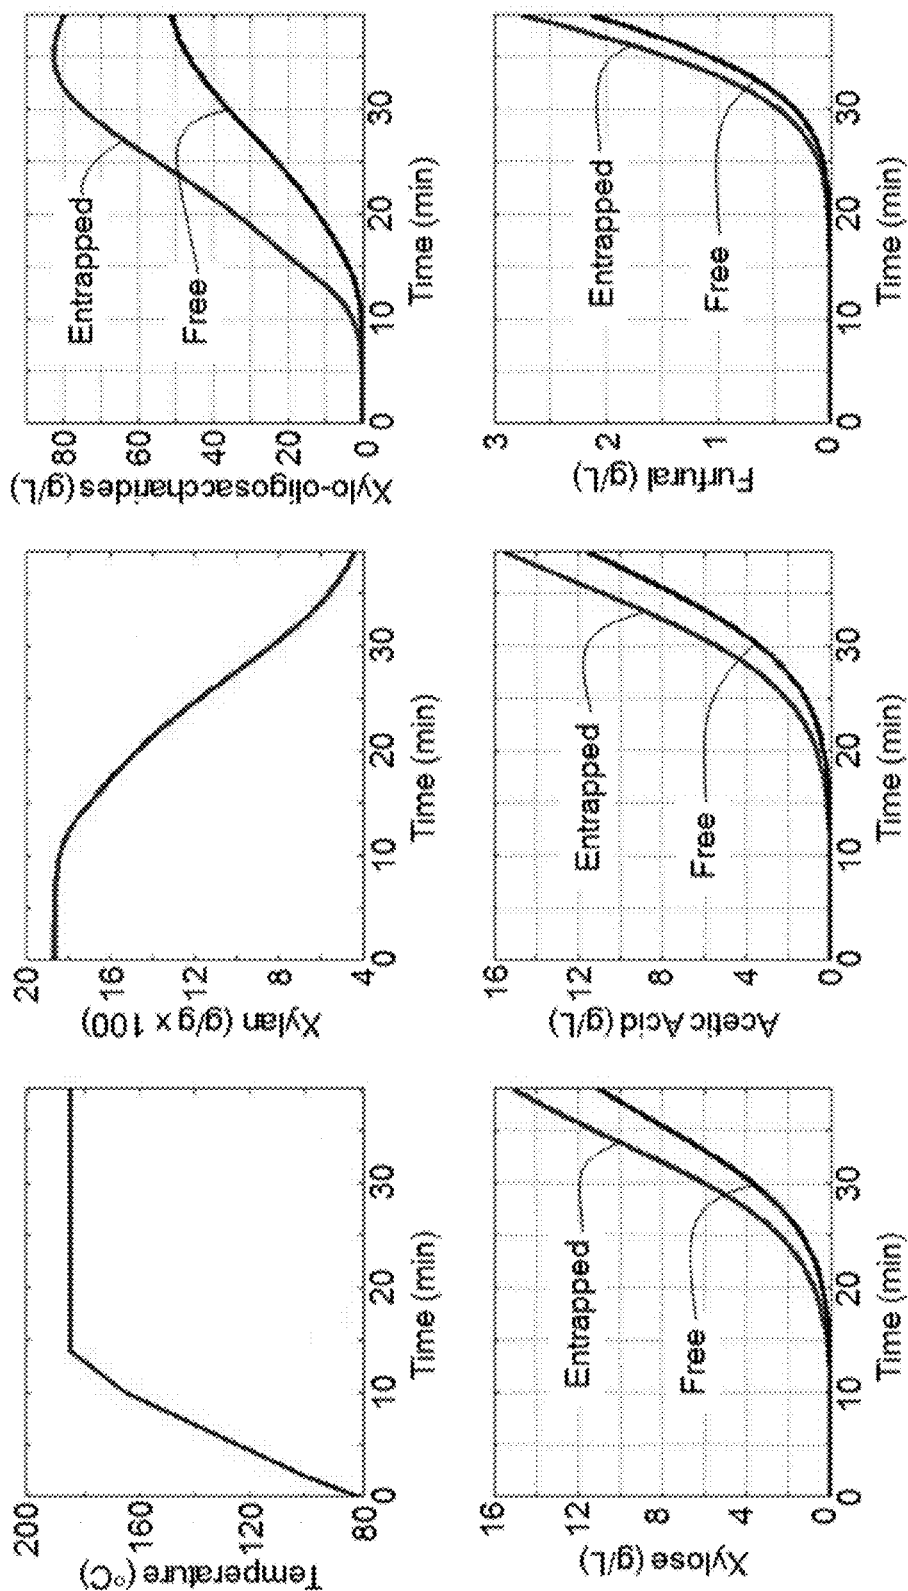 200
160
120
80
0
10
20
30
Temperature (°C)
Time (min)
20
16
12
8
4
0
10
20
30
Xylan (g/g x 100)
Time (min)
80
60
40
20
0
0
10
20
30
Xylo-oligosaccharides (g/L)
Time (min)
Entrapped
Free
16
12
8
4
0
0
10
20
30
Xylose (g/L)
Time (min)
Entrapped
Free
16
12
8
4
0
0
10
20
30
Acetic Acid (g/L)
Time (min)
Entrapped
Free
3
2
1
0
0
10
20
30
Furfural (g/L)
Time (min)
Entrapped
Free